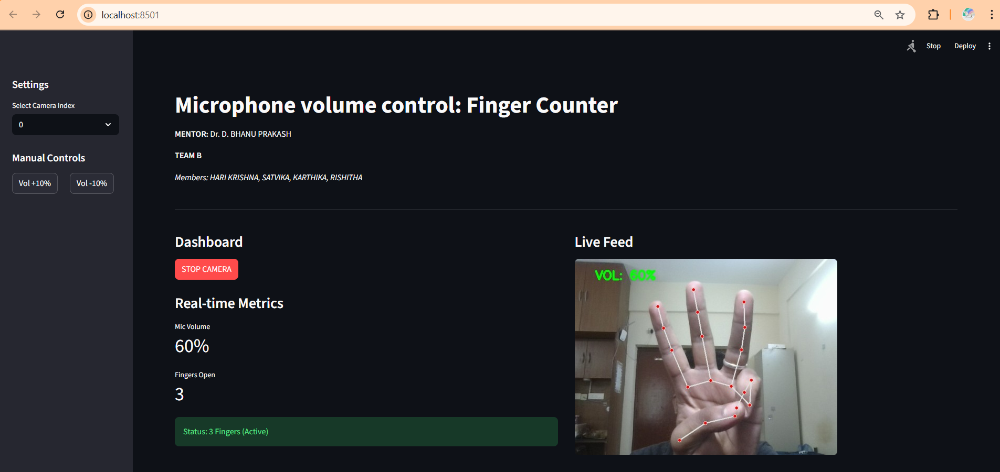 localhost:8501
Stop Deploy
Settings
Select Camera Index
0
Manual Controls
Vol +10% Vol -10%
Microphone volume control: Finger Counter
MENTOR: Dr. D. BHANU PRAKASH
TEAM B
Members: HARI KRISHNA, SATVIKA, KARTHIKA, RISHITHA
Dashboard
STOP CAMERA
Real-time Metrics
Mic Volume
60%
Fingers Open
3
Status: 3 Fingers (Active)
Live Feed
VOL: 60%